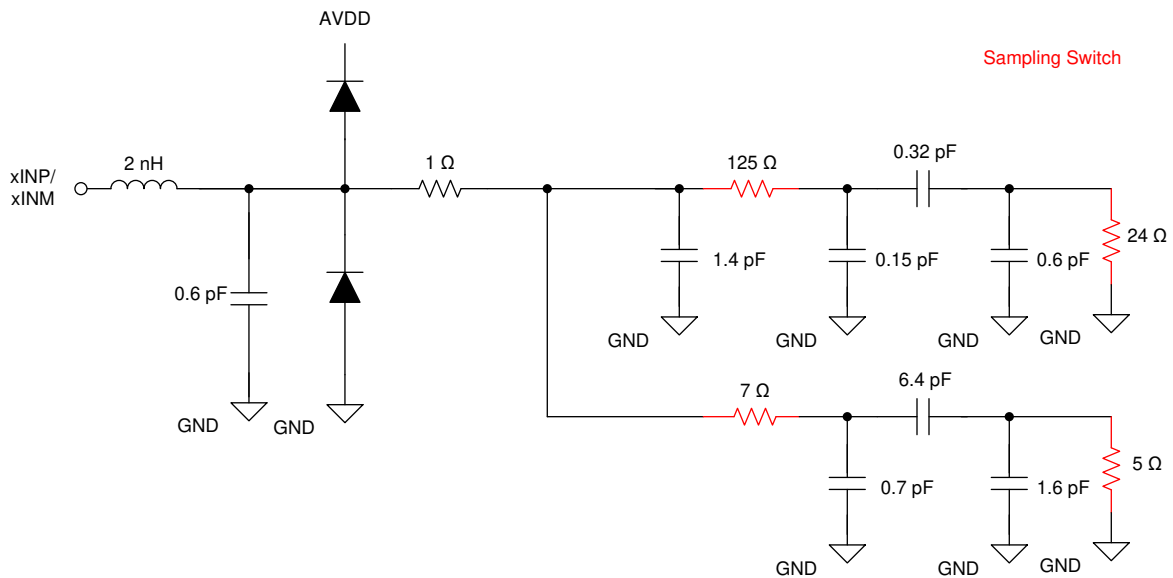 AVDD
Sampling Switch
xINP/
xINM
2 nH
1 Ω
125 Ω
0.32 pF
24 Ω
0.6 pF
1.4 pF
0.15 pF
0.6 pF
GND
GND
GND
GND
6.4 pF
7 Ω
GND
GND
5 Ω
0.7 pF
1.6 pF
GND
GND
GND